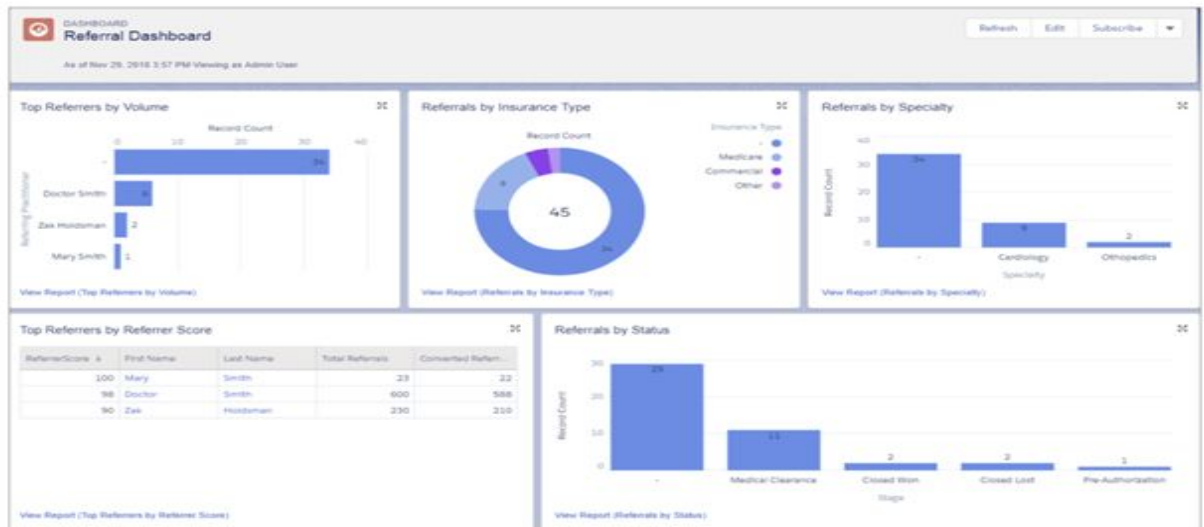 DASHBOARD
Referral Dashboard
As of Nov 29, 2018 3:57 PM Viewing as Admin User
Refresh Edit Subscribe
Top Referrers by Volume
Record Count
0 10 20 30 40
Referring Practitioner
- 34
Doctor Smith
Zak Holdsman 2
Mary Smith 1
View Report (Top Referrers by Volume)
Referrals by Insurance Type
Record Count
Insurance Type
-
Medicare
Commercial
Other
45
34
View Report (Referrals by Insurance Type)
Referrals by Specialty
Record Count
40
30
20
10
0
34 9 2
- Cardiology Othopedics
Specialty
View Report (Referrals by Specialty)
Top Referrers by Referrer Score
ReferrerScore ↓ First Name Last Name Total Referrals Converted Referr...
100 Mary Smith 23 22
98 Doctor Smith 600 588
90 Zak Holdsman 230 210
View Report (Top Referrers by Referrer Score)
Referrals by Status
Record Count
30
20
10
0
29 11 2 2 1
- Medical Clearance Closed Won Closed Lost Pre-Authorization
Stage
View Report (Referrals by Status)